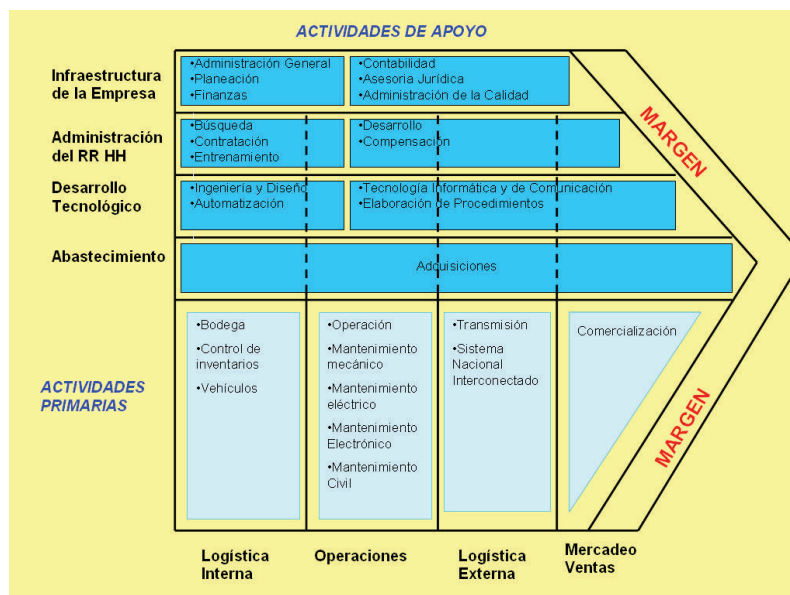 ACTIVIDADES DE APOYO
Infraestructura
de la Empresa
•Administración General
•Planeación
•Finanzas
•Contabilidad
•Asesoria Jurídica
•Administración de la Calidad
MARGEN
Administración
del RR HH
•Búsqueda
•Contratación
•Entrenamiento
•Desarrollo
•Compensación
Desarrollo
Tecnológico
•Ingeniería y Diseño
•Automatización
•Tecnología Informática y de Comunicación
•Elaboración de Procedimientos
Abastecimiento
Adquisiciones
ACTIVIDADES
PRIMARIAS
•Bodega
•Control de
inventarios
•Vehículos
•Operación
•Mantenimiento
mecánico
•Mantenimiento
eléctrico
•Mantenimiento
Electrónico
•Mantenimiento
Civil
•Transmisión
•Sistema
Nacional
Interconectado
Comercialización
MARGEN
Logística
Interna
Operaciones
Logística
Externa
Mercadeo
Ventas